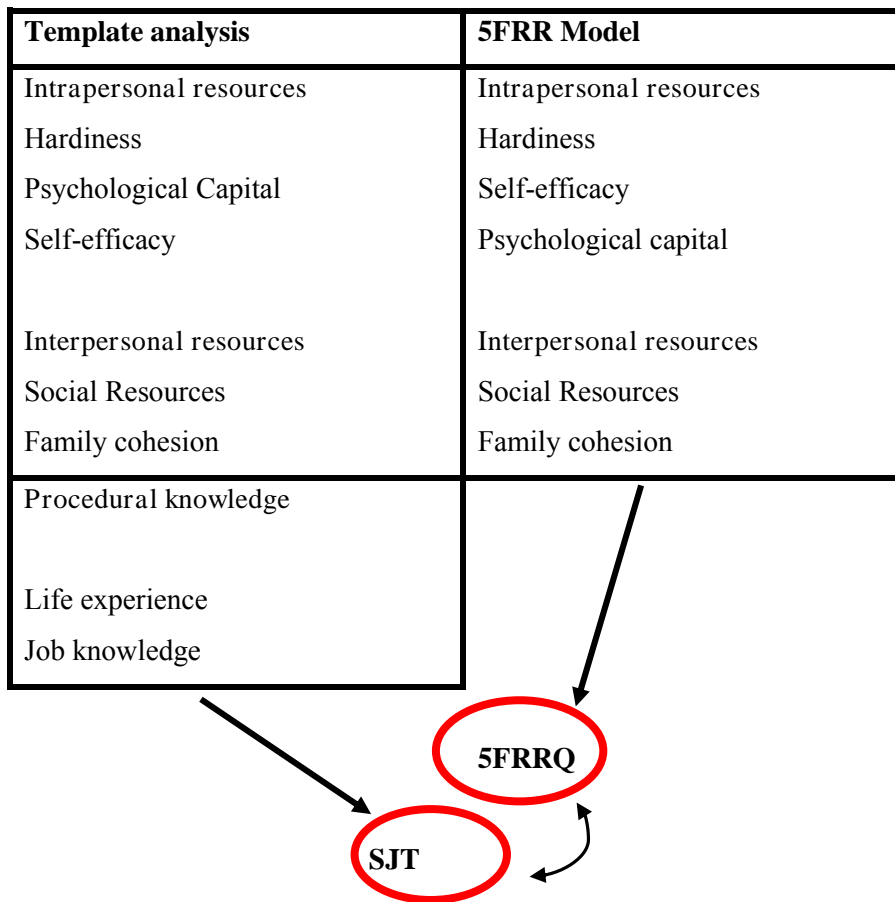 Template analysis
5FRR Model
Intrapersonal resources
Hardiness
Psychological Capital
Self-efficacy
Interpersonal resources
Social Resources
Family cohesion
Intrapersonal resources
Hardiness
Self-efficacy
Psychological capital
Interpersonal resources
Social Resources
Family cohesion
Procedural knowledge
Life experience
Job knowledge
5FRRQ
SJT